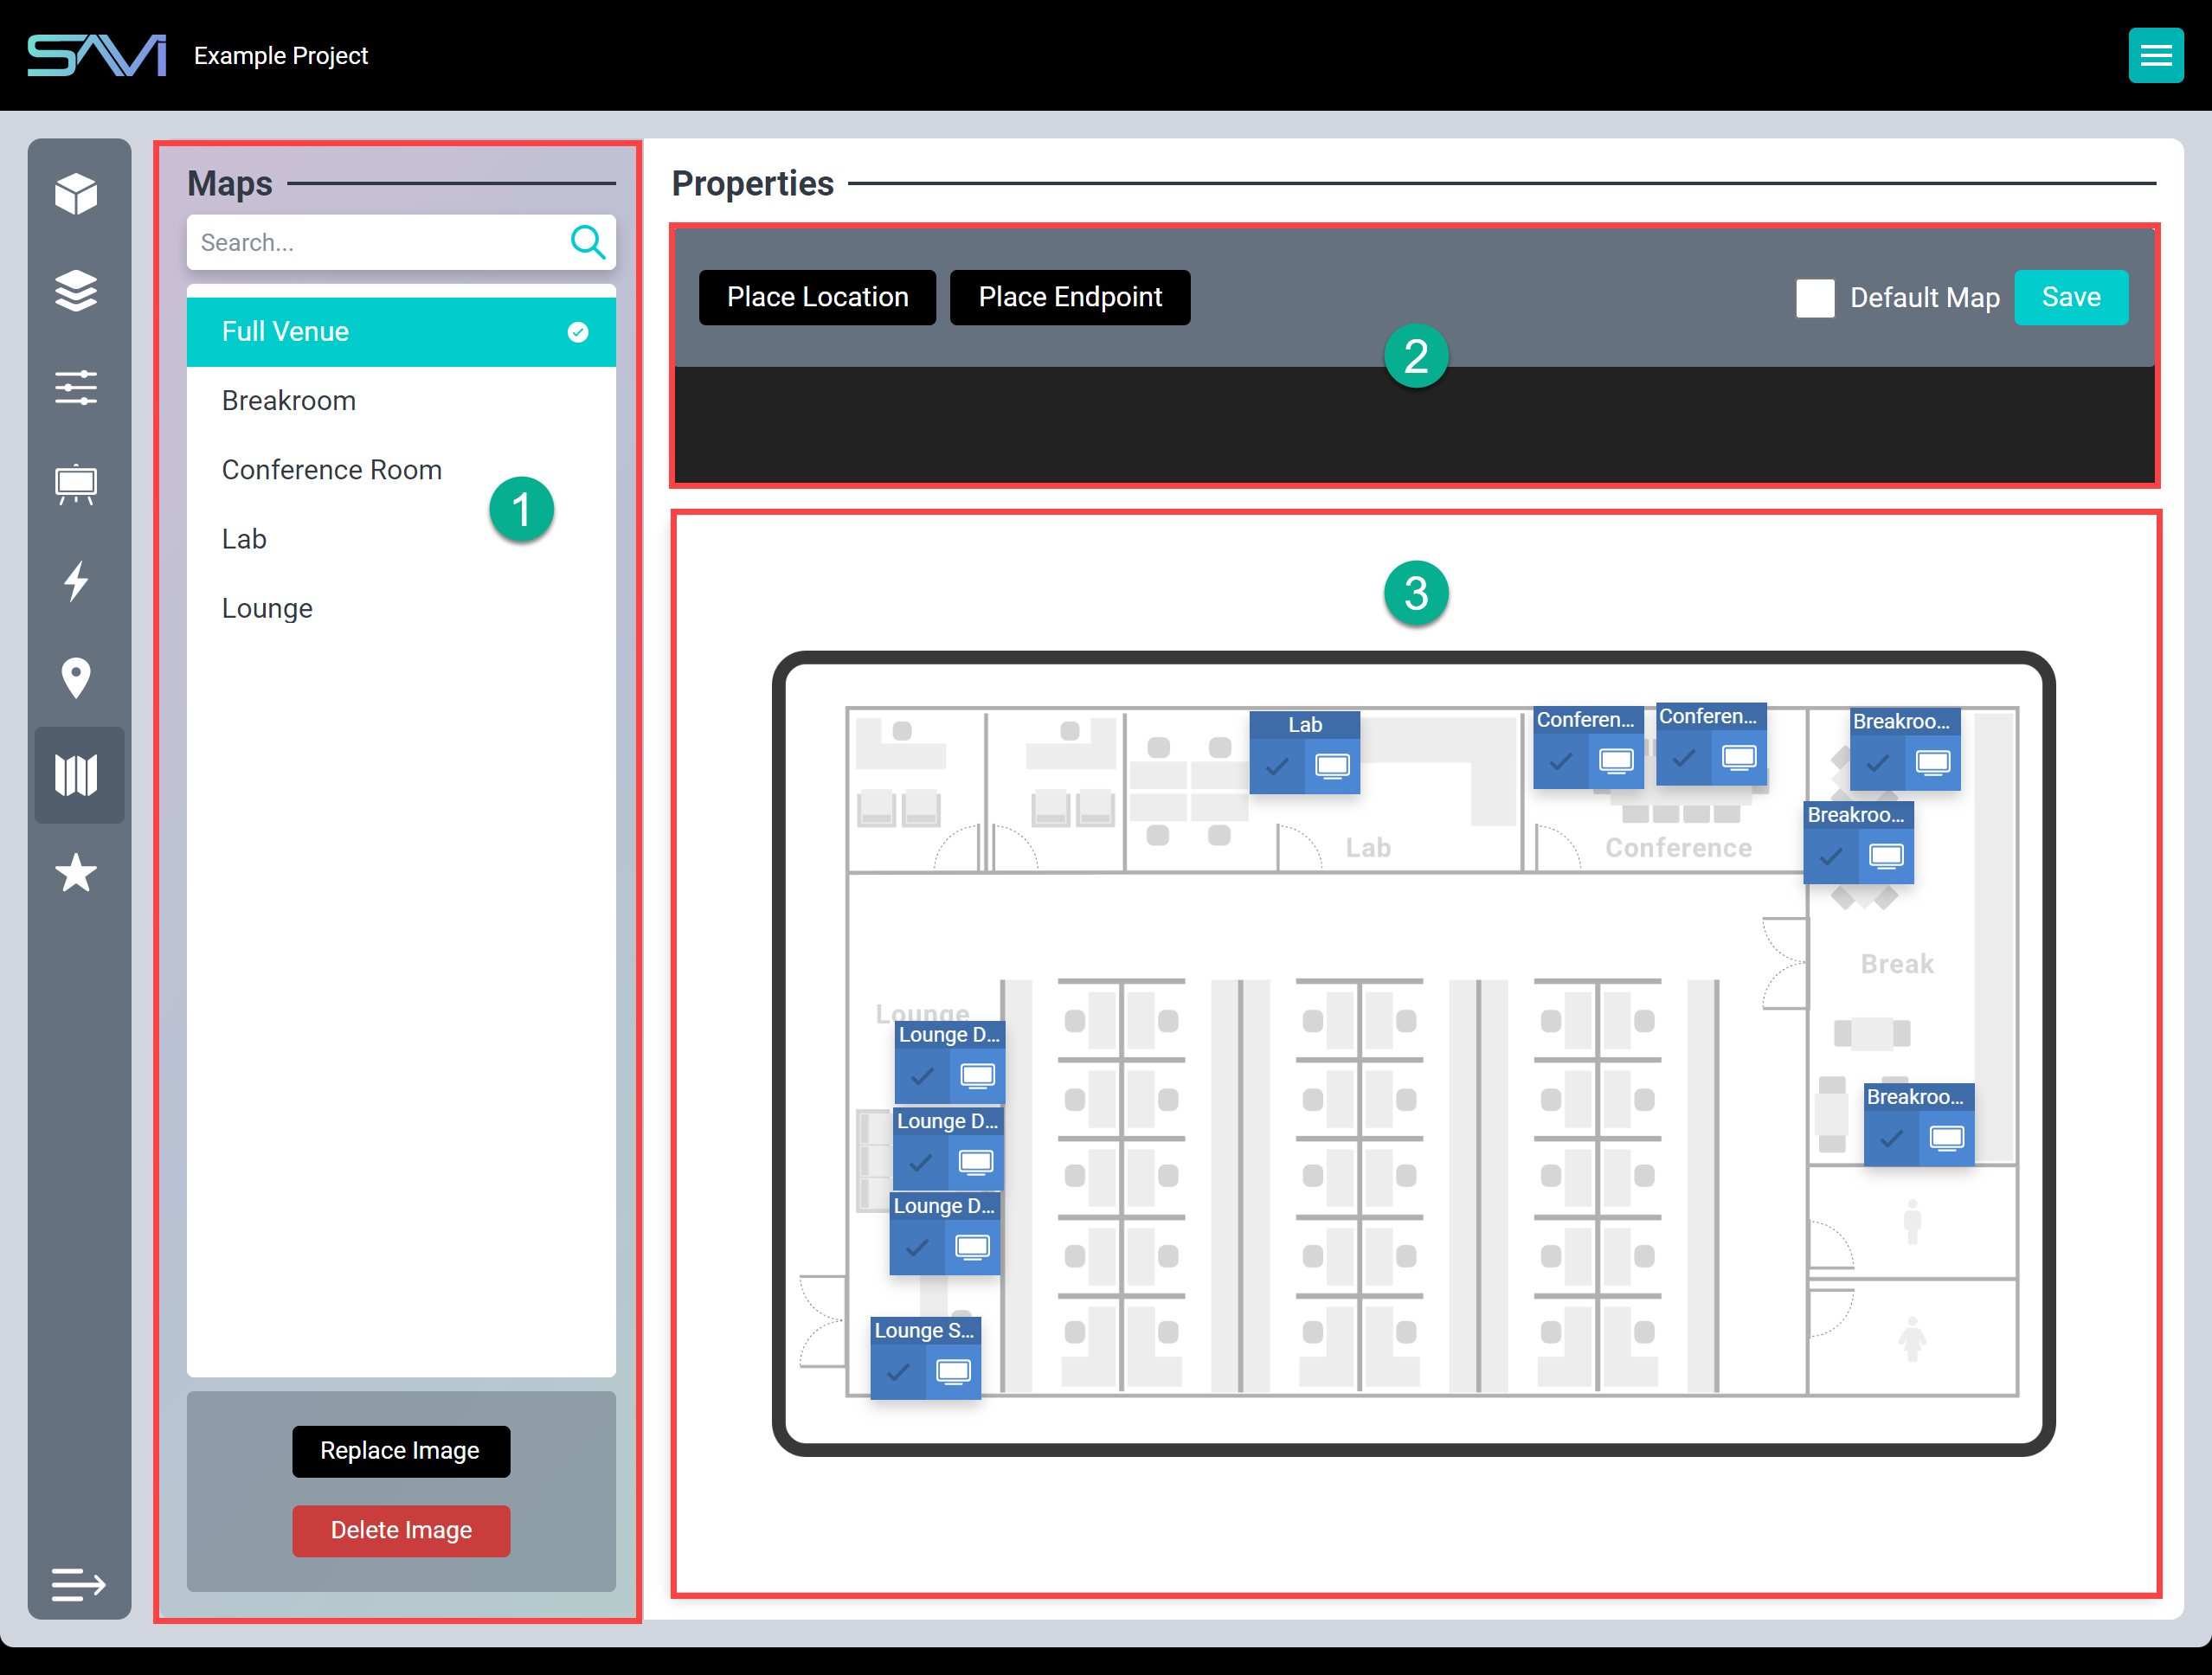 SAVI
Example Project
Maps
Search...
Full Venue
Breakroom
Conference Room
1
Lab
Lounge
Replace Image
Delete Image
Properties
Place Location
Place Endpoint
Default Map
Save
2
3
Lab
Conferen...
Conferen...
Breakroo...
Breakroo...
Lab
Conference
Break
Lounge
Lounge D...
Lounge D...
Lounge D...
Breakroo...
Lounge S...